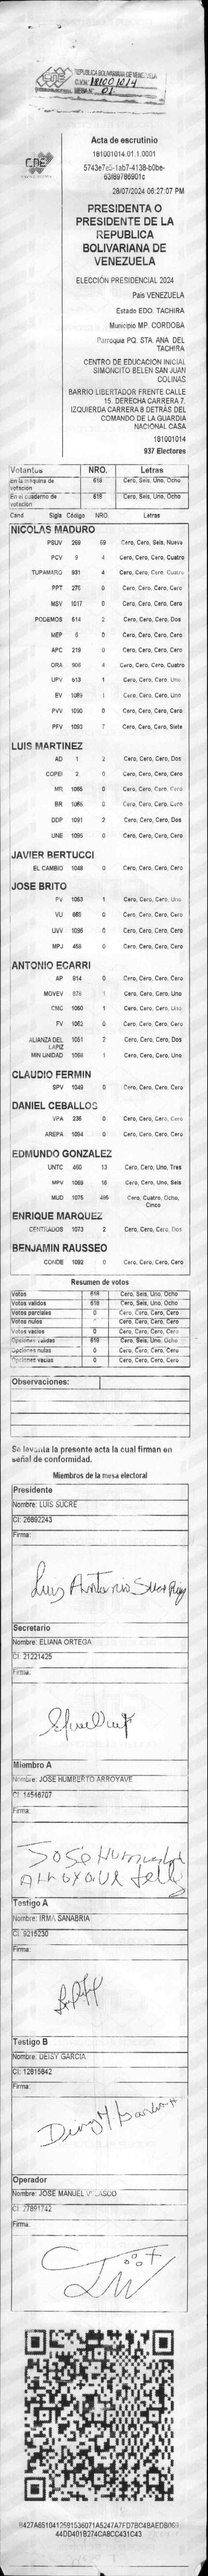 REPUBLICA BOLIVARIANA DE VENEZUELA
C.V.N: 181001014
MESA Nº. 01
CNE
Acta de escrutinio
181001014.01.1.0001
5743e7e5-1ab7-4138-b0be-
63f89786901c
28/07/2024 06:27:07 PM
PRESIDENTA O
PRESIDENTE DE LA
REPUBLICA
BOLIVARIANA DE
VENEZUELA
ELECCIÓN PRESIDENCIAL 2024
Pais VENEZUELA
Estado EDO. TACHIRA
Municipio MP. CORDOBA
Parroquia PQ. STA. ANA DEL
TACHIRA
CENTRO DE EDUCACIÓN INICIAL
SIMONCITO BELEN SAN JUAN
COLINAS
BARRIO LIBERTADOR FRENTE CALLE
15. DERECHA CARRERA 7.
IZQUIERDA CARRERA 8 DETRÁS DEL
COMANDO DE LA GUARDIA
NACIONAL CASA
181001014
937 Electores
Votantes NRO. Letras
En la máquina de votación 618 Cero, Seis, Uno, Ocho
En el cuaderno de votación 618 Cero, Seis, Uno, Ocho
Cand Sigla Código NRO. Letras
NICOLAS MADURO
PSUV 269 69 Cero, Cero, Seis, Nueve
PCV 9 4 Cero, Cero, Cero, Cuatro
TUPAMARO 931 4 Cero, Cero, Cero, Cuatro
PPT 276 0 Cero, Cero, Cero, Cero
MSV 1017 0 Cero, Cero, Cero, Cero
PODEMOS 514 2 Cero, Cero, Cero, Dos
MEP 6 0 Cero, Cero, Cero, Cero
APC 219 0 Cero, Cero, Cero, Cero
ORA 906 4 Cero, Cero, Cero, Cuatro
UPV 613 1 Cero, Cero, Cero, Uno
EV 1089 1 Cero, Cero, Cero, Uno
PVV 1090 0 Cero, Cero, Cero, Cero
PFV 1093 7 Cero, Cero, Cero, Siete
LUIS MARTINEZ
AD 1 2 Cero, Cero, Cero, Dos
COPEI 2 0 Cero, Cero, Cero, Cero
MR 1065 0 Cero, Cero, Cero, Cero
BR 1086 0 Cero, Cero, Cero, Cero
DDP 1091 2 Cero, Cero, Cero, Dos
UNE 1095 0 Cero, Cero, Cero, Cero
JAVIER BERTUCCI
EL CAMBIO 1048 0 Cero, Cero, Cero, Cero
JOSE BRITO
PV 1053 1 Cero, Cero, Cero, Uno
VU 988 0 Cero, Cero, Cero, Cero
UVV 1096 0 Cero, Cero, Cero, Cero
MPJ 458 0 Cero, Cero, Cero, Cero
ANTONIO ECARRI
AP 914 0 Cero, Cero, Cero, Cero
MOVEV 878 1 Cero, Cero, Cero, Uno
CMC 1050 1 Cero, Cero, Cero, Uno
FV 1062 0 Cero, Cero, Cero, Cero
ALIANZA DEL LAPIZ 1051 2 Cero, Cero, Cero, Dos
MIN UNIDAD 1069 1 Cero, Cero, Cero, Uno
CLAUDIO FERMIN
SPV 1049 0 Cero, Cero, Cero, Cero
DANIEL CEBALLOS
VPA 236 0 Cero, Cero, Cero, Cero
AREPA 1094 0 Cero, Cero, Cero, Cero
EDMUNDO GONZALEZ
UNTC 460 13 Cero, Cero, Uno, Tres
MPV 1069 16 Cero, Cero, Uno, Seis
MUD 1075 485 Cero, Cuatro, Ocho,
Cinco
ENRIQUE MARQUEZ
CENTRADOS 1073 2 Cero, Cero, Cero, Dos
BENJAMIN RAUSSEO
CONDE 1092 0 Cero, Cero, Cero, Cero
Resumen de votos
Votos 618 Cero, Seis, Uno, Ocho
Votos validos 618 Cero, Seis, Uno, Ocho
Votos parciales 0 Cero, Cero, Cero, Cero
Votos nulos Cero, Cero, Cero, Cero
Votos vacios 0 Cero, Cero, Cero, Cero
Opciones validas 618 Cero, Seis, Uno, Ocho
Opciones nulas 0 Cero, Cero, Cero, Cero
Opciones vacias 0 Cero, Cero, Cero, Cero
Observaciones:
Se levanta la presente acta la cual firman en
señal de conformidad.
Miembros de la mesa electoral
Presidente
Nombre: LUIS SUCRE
CI: 26892243
Firma:
Luis Antonio Sucre Rey
Secretario
Nombre: ELIANA ORTEGA
CI: 21221425
Firma:
Miembro A
Nombre: JOSE HUMBERTO ARROYAVE
CI: 14546707
Firma:
JOSE Humberto
ARROYAVE
Testigo A
Nombre: IRMA SANABRIA
CI: 9215230
Firma:
Testigo B
Nombre: DEISY GARCIA
CI: 12815842
Firma:
Operador
Nombre: JOSE MANUEL VELASCO
CI: 27891742
Firma:
44DD401B274CA8CC431C43